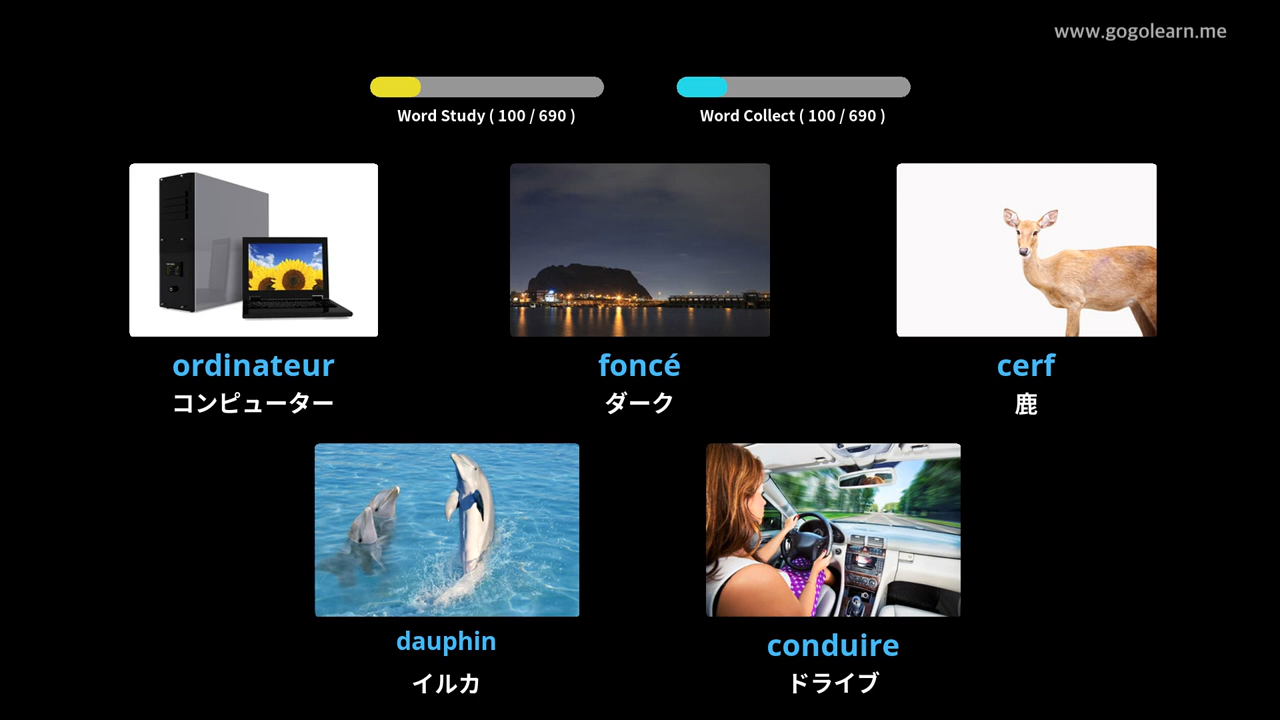 www.gogolearn.me
Word Study ( 100 / 690 )
Word Collect ( 100 / 690 )
ordinateur
コンピューター
foncé
ダーク
cerf
鹿
dauphin
イルカ
conduire
ドライブ